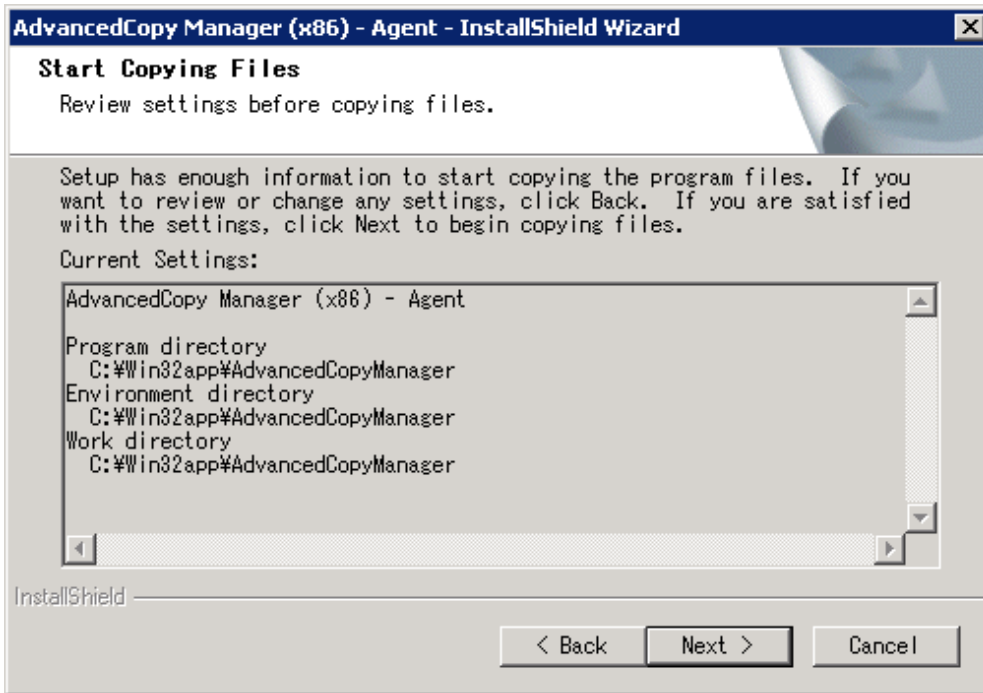 AdvancedCopy Manager (x86) - Agent - InstallShield Wizard
Start Copying Files
Review settings before copying files.
Setup has enough information to start copying the program files.  If you
want to review or change any settings, click Back.  If you are satisfied
with the settings, click Next to begin copying files.
Current Settings:
AdvancedCopy Manager (x86) - Agent
Program directory
C:¥Win32app¥AdvancedCopyManager
Environment directory
C:¥Win32app¥AdvancedCopyManager
Work directory
C:¥Win32app¥AdvancedCopyManager
InstallShield
< Back
Next >
Cancel